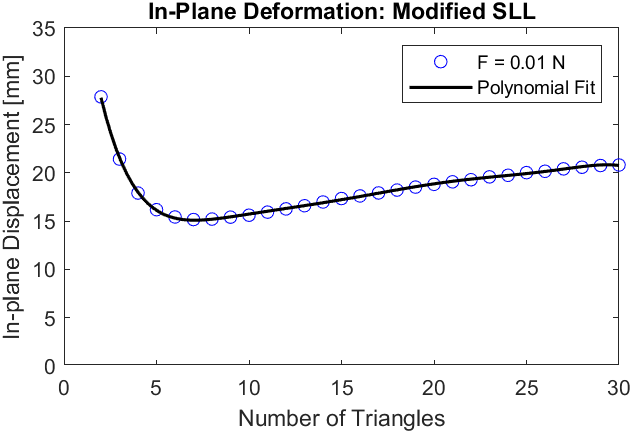 In-Plane Deformation: Modified SLL
35
30
25
20
15
10
5
0
In-plane Displacement [mm]
F = 0.01 N
Polynomial Fit
0 5 10 15 20 25 30
Number of Triangles